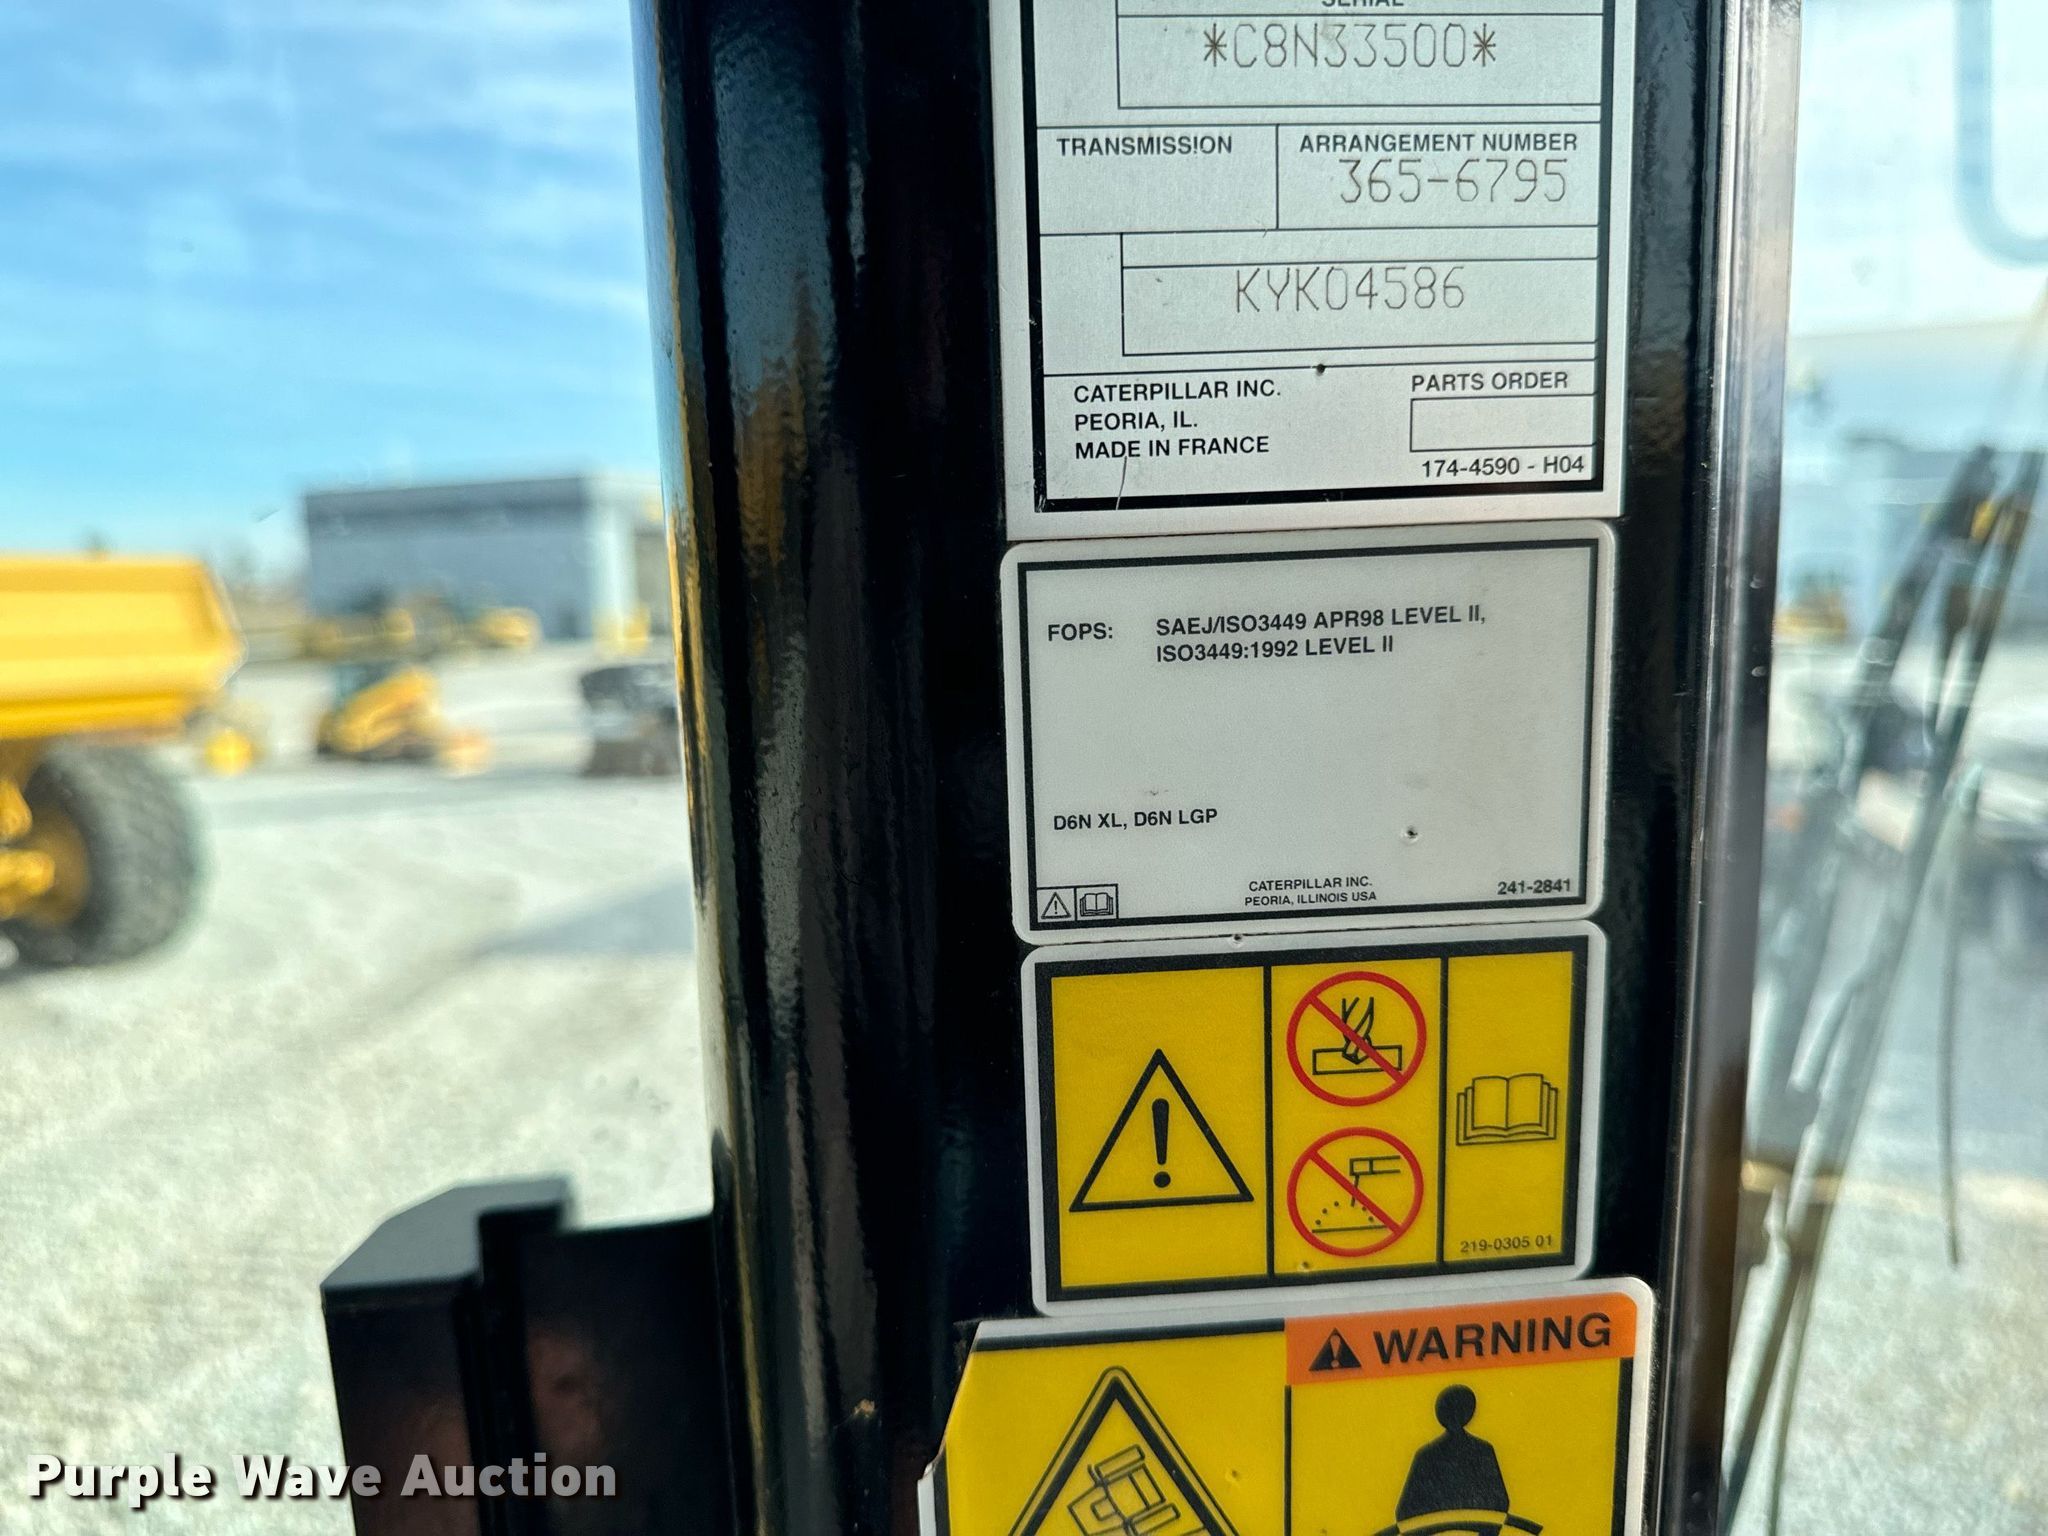 SERIAL
*C8N33500*
TRANSMISSION
ARRANGEMENT NUMBER
365-6795
KYK04586
CATERPILLAR INC.
PEORIA, IL.
MADE IN FRANCE
PARTS ORDER
174-4590 - H04
FOPS: SAEJ/ISO3449 APR98 LEVEL II,
ISO3449:1992 LEVEL II
D6N XL, D6N LGP
CATERPILLAR INC.
PEORIA, ILLINOIS USA
241-2841
219-0305 01
WARNING
Purple Wave Auction